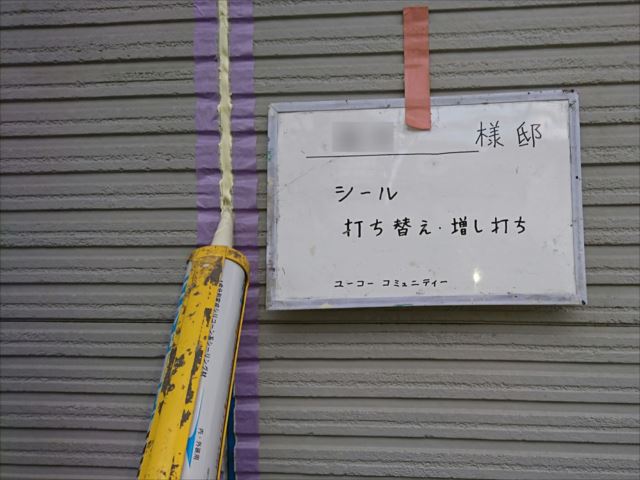 様邸
シール
打ち替え・増し打ち
ユーコー コミュニティー